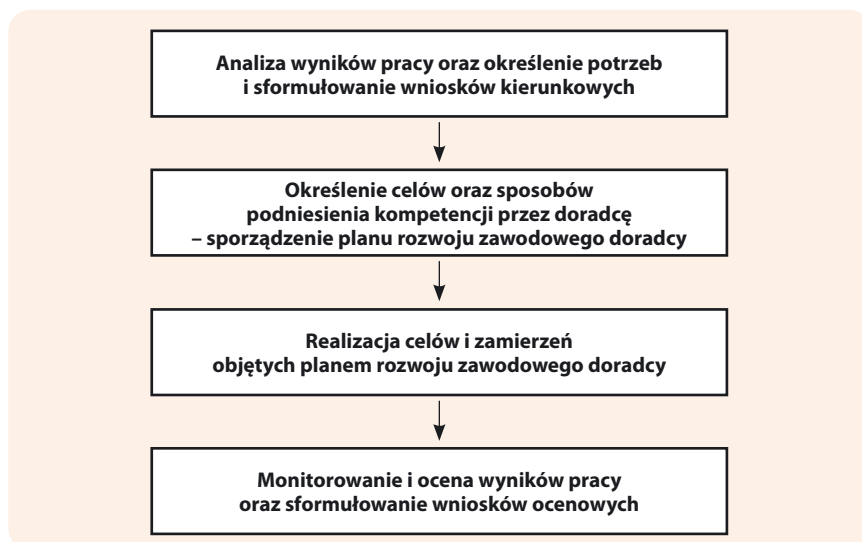 Analiza wyników pracy oraz określenie potrzeb
i sformułowanie wniosków kierunkowych
Określenie celów oraz sposobów
podniesienia kompetencji przez doradcę
– sporządzenie planu rozwoju zawodowego doradcy
Realizacja celów i zamierzeń
objętych planem rozwoju zawodowego doradcy
Monitorowanie i ocena wyników pracy
oraz sformułowanie wniosków ocenowych